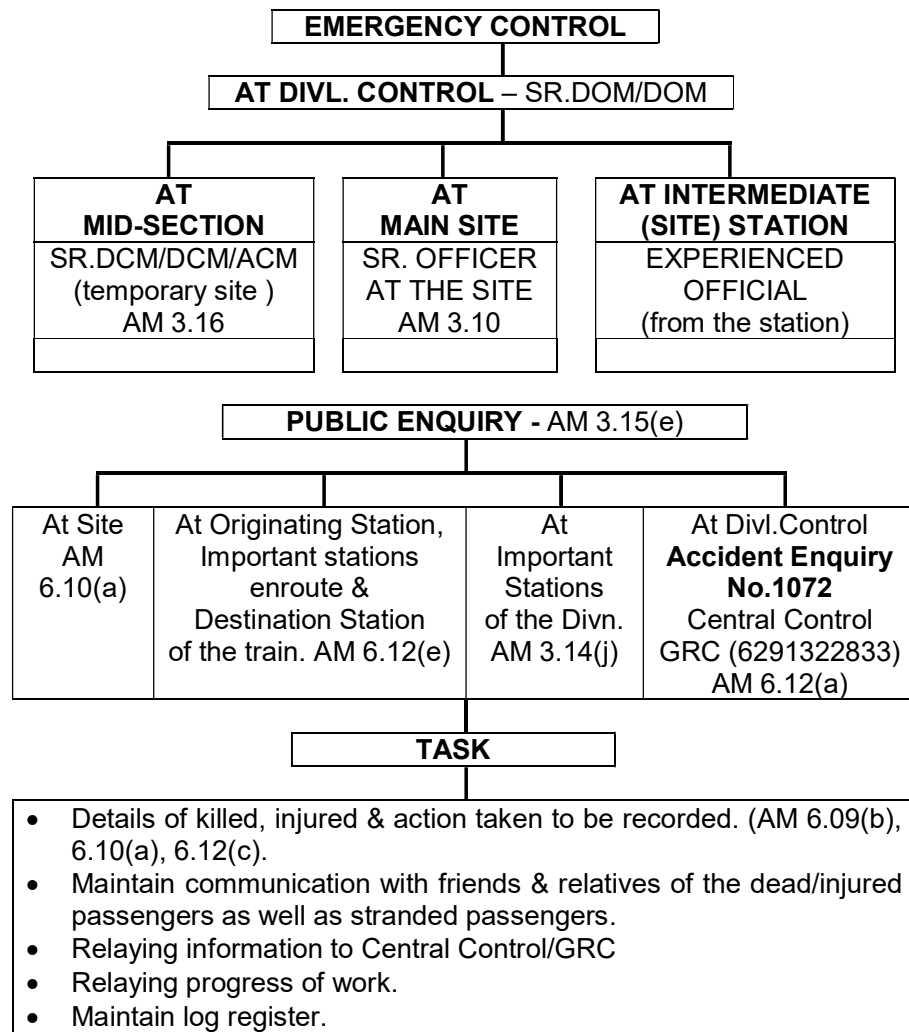 EMERGENCY CONTROL
AT DIVL. CONTROL – SR.DOM/DOM
AT
MID-SECTION
SR.DCM/DCM/ACM
(temporary site )
AM 3.16
AT
MAIN SITE
SR. OFFICER
AT THE SITE
AM 3.10
AT INTERMEDIATE
(SITE) STATION
EXPERIENCED
OFFICIAL
(from the station)
PUBLIC ENQUIRY - AM 3.15(e)
At Site
AM
6.10(a)
At Originating Station,
Important stations
enroute &
Destination Station
of the train. AM 6.12(e)
At
Important
Stations
of the Divn.
AM 3.14(j)
At Divl.Control
Accident Enquiry
No.1072
Central Control
GRC (6291322833)
AM 6.12(a)
TASK
• Details of killed, injured & action taken to be recorded. (AM 6.09(b),
6.10(a), 6.12(c).
• Maintain communication with friends & relatives of the dead/injured
passengers as well as stranded passengers.
• Relaying information to Central Control/GRC
• Relaying progress of work.
• Maintain log register.